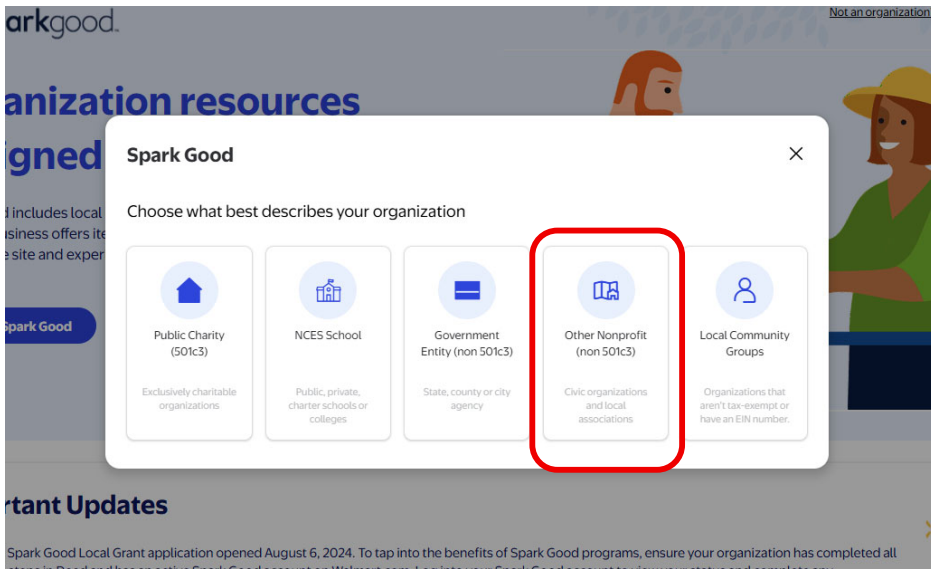 arkgood.
Not an organization
anization resources
igned
Spark Good
includes local
usiness offers ite
e site and exper
Choose what best describes your organization
Spark Good
Public Charity
(501c3)
Exclusively charitable
organizations
NCES School
Public, private,
charter schools or
colleges
Government
Entity (non 501c3)
State, county or city
agency
Other Nonprofit
(non 501c3)
Civic organizations
and local
associations
Local Community
Groups
Organizations that
aren't tax-exempt or
have an EIN number.
rtant Updates
Spark Good Local Grant application opened August 6, 2024. To tap into the benefits of Spark Good programs, ensure your organization has completed all